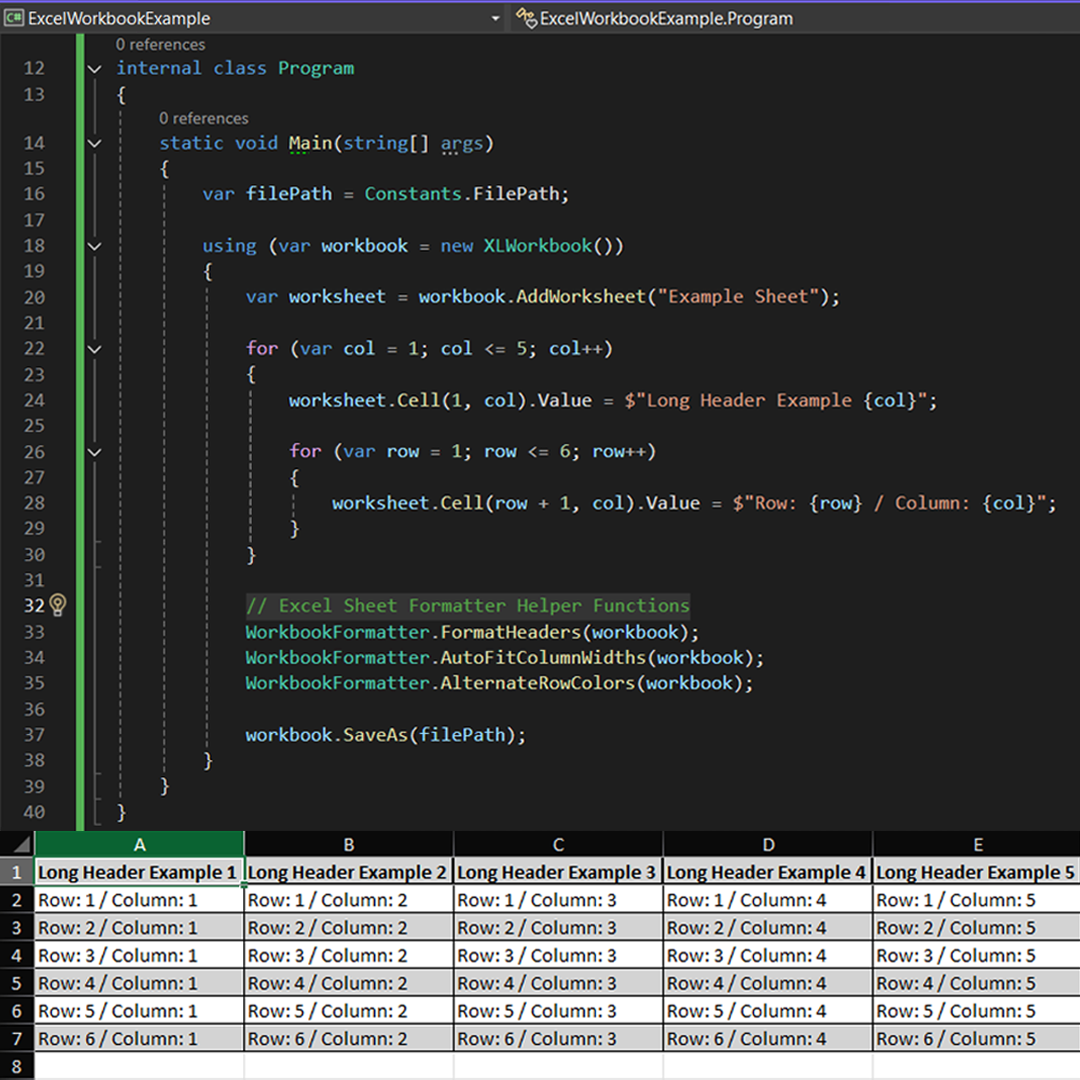 C# ExcelWorkbookExample ExcelWorkbookExample.Program
0 references
12 internal class Program
13 {
0 references
14 static void Main(string[] args)
15 {
16 var filePath = Constants.FilePath;
17
18 using (var workbook = new XLWorkbook())
19 {
20 var worksheet = workbook.AddWorksheet("Example Sheet");
21
22 for (var col = 1; col <= 5; col++)
23 {
24 worksheet.Cell(1, col).Value = $"Long Header Example {col}";
25
26 for (var row = 1; row <= 6; row++)
27 {
28 worksheet.Cell(row + 1, col).Value = $"Row: {row} / Column: {col}";
29 }
30 }
31
32 // Excel Sheet Formatter Helper Functions
33 WorkbookFormatter.FormatHeaders(workbook);
34 WorkbookFormatter.AutoFitColumnWidths(workbook);
35 WorkbookFormatter.AlternateRowColors(workbook);
36
37 workbook.SaveAs(filePath);
38 }
39 }
40 }
A B C D E
1 Long Header Example 1 Long Header Example 2 Long Header Example 3 Long Header Example 4 Long Header Example 5
2 Row: 1 / Column: 1 Row: 1 / Column: 2 Row: 1 / Column: 3 Row: 1 / Column: 4 Row: 1 / Column: 5
3 Row: 2 / Column: 1 Row: 2 / Column: 2 Row: 2 / Column: 3 Row: 2 / Column: 4 Row: 2 / Column: 5
4 Row: 3 / Column: 1 Row: 3 / Column: 2 Row: 3 / Column: 3 Row: 3 / Column: 4 Row: 3 / Column: 5
5 Row: 4 / Column: 1 Row: 4 / Column: 2 Row: 4 / Column: 3 Row: 4 / Column: 4 Row: 4 / Column: 5
6 Row: 5 / Column: 1 Row: 5 / Column: 2 Row: 5 / Column: 3 Row: 5 / Column: 4 Row: 5 / Column: 5
7 Row: 6 / Column: 1 Row: 6 / Column: 2 Row: 6 / Column: 3 Row: 6 / Column: 4 Row: 6 / Column: 5
8